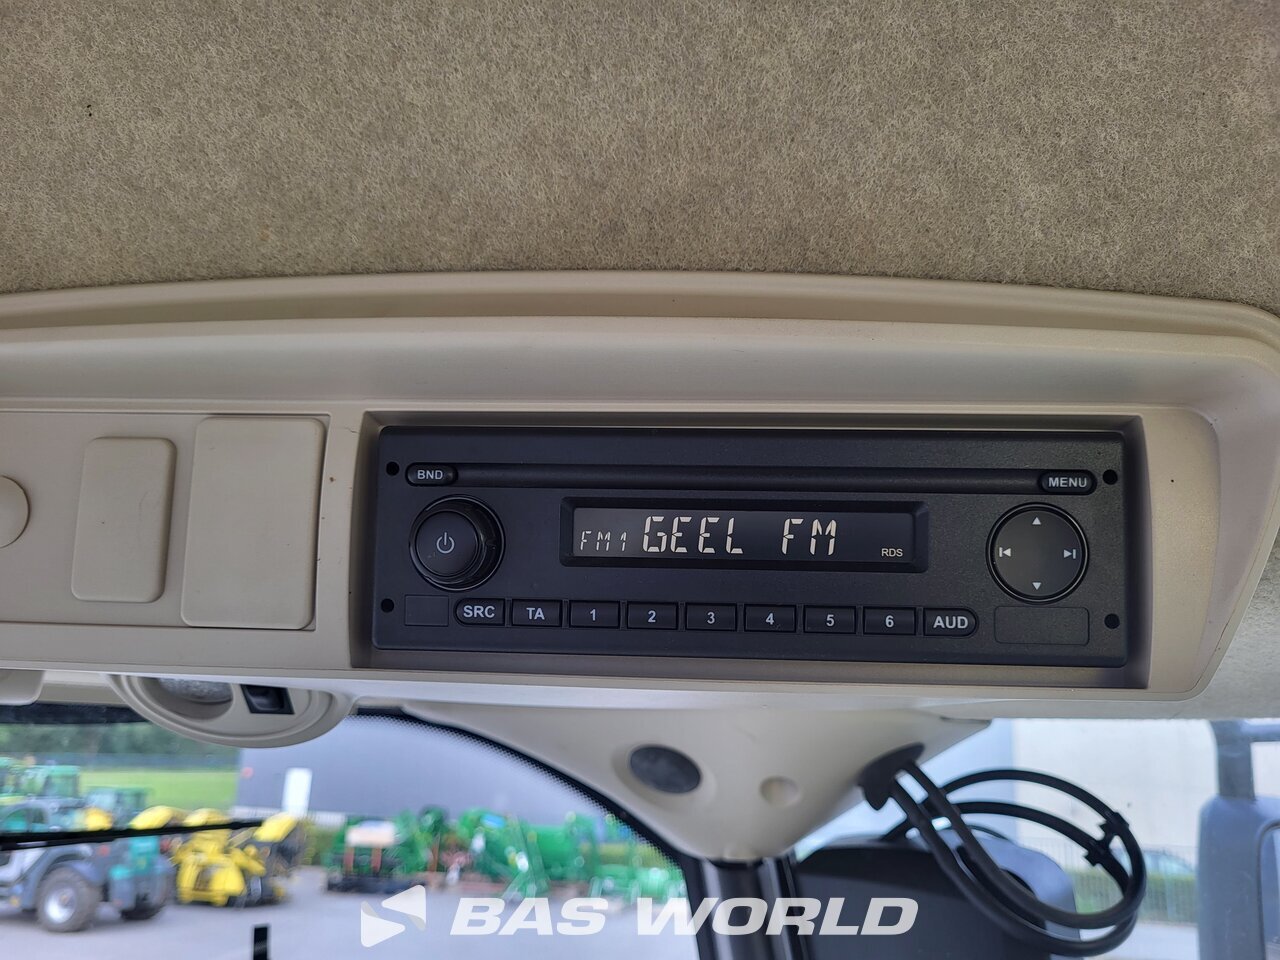 BND
MENU
FM1 GEEL FM RDS
SRC TA 1 2 3 4 5 6 AUD
BAS WORLD